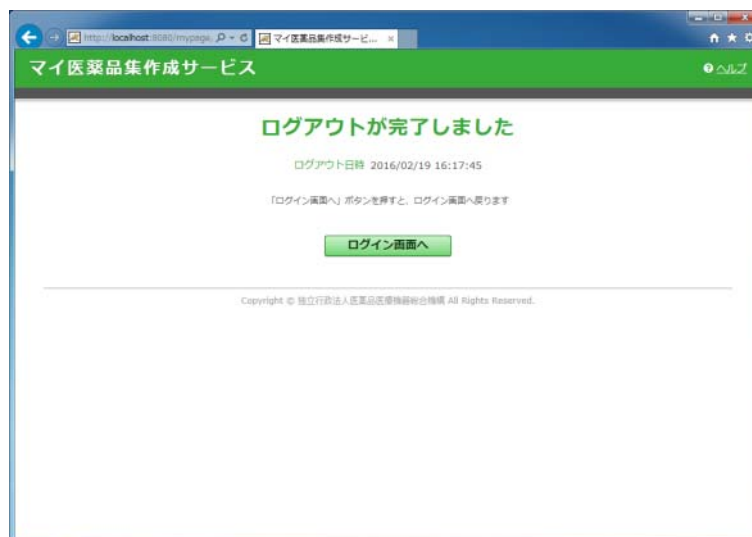 http://localhost:8080/mypage,
マイ医薬品集作成サービ...
マイ医薬品集作成サービス
ヘルプ
ログアウトが完了しました
ログアウト日時 2016/02/19 16:17:45
「ログイン画面へ」ボタンを押すと、ログイン画面へ戻ります
ログイン画面へ
Copyright © 独立行政法人医薬品医療機器総合機構 All Rights Reserved.